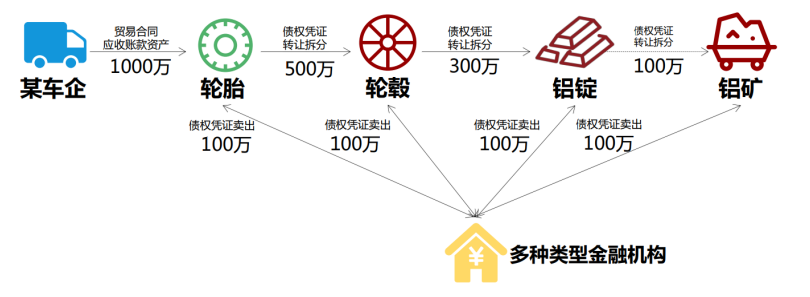 贸易合同
应收账款资产
1000万
债权凭证
转让拆分
500万
债权凭证
转让拆分
300万
债权凭证
转让拆分
100万
某车企
轮胎
轮毂
铝锭
铝矿
债权凭证卖出
100万
债权凭证卖出
100万
债权凭证卖出
100万
债权凭证卖出
100万
¥
多种类型金融机构